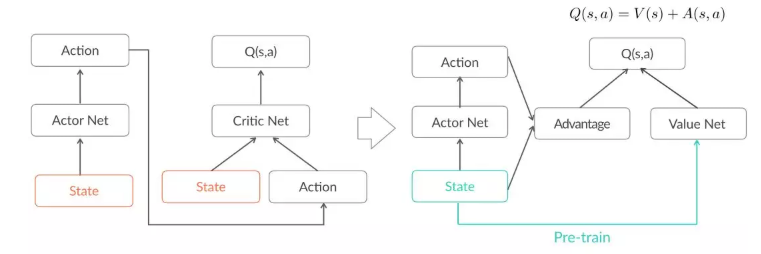 Q(s, a) = V(s) + A(s, a)
Action
Q(s,a)
Q(s,a)
Action
Actor Net
Critic Net
Actor Net
Advantage
Value Net
State
State
Action
State
Pre-train